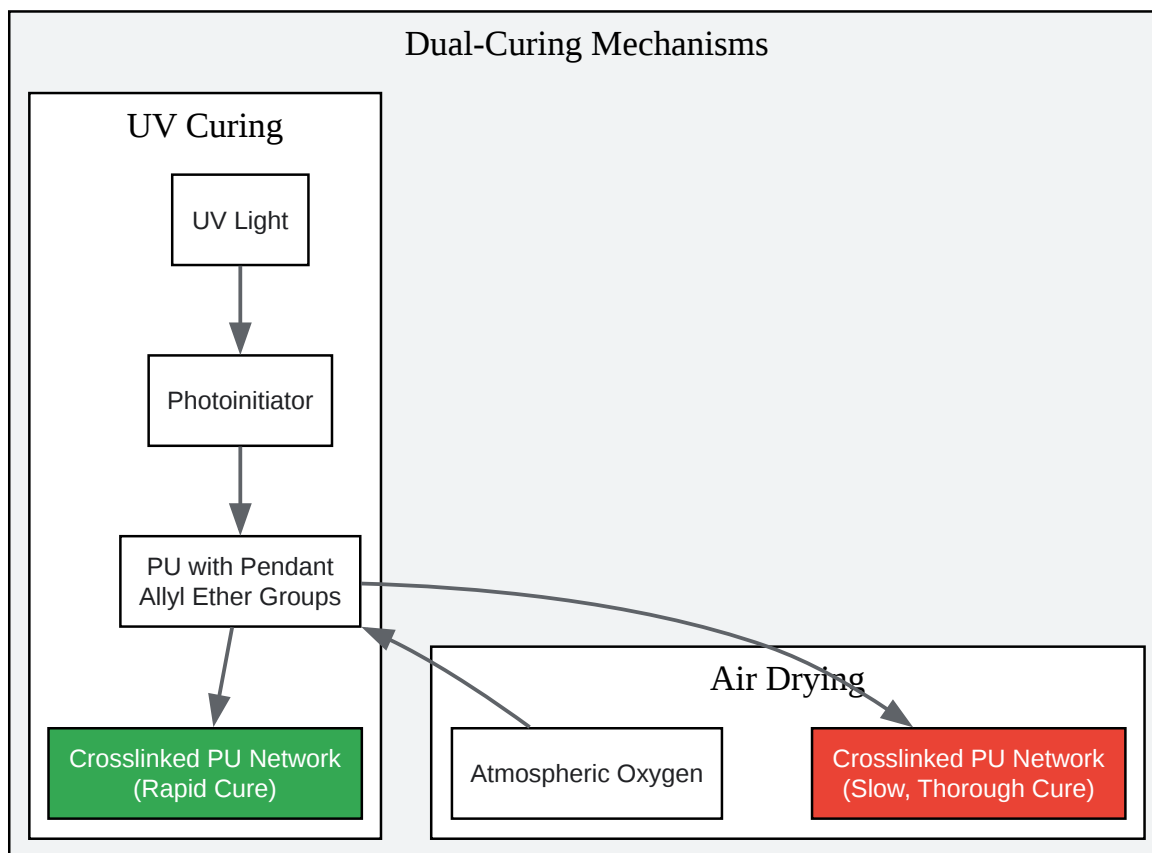 Dual-Curing Mechanisms
UV Curing
UV Light
Photoinitiator
PU with Pendant
Allyl Ether Groups
Crosslinked PU Network
(Rapid Cure)
Air Drying
Atmospheric Oxygen
Crosslinked PU Network
(Slow, Thorough Cure)